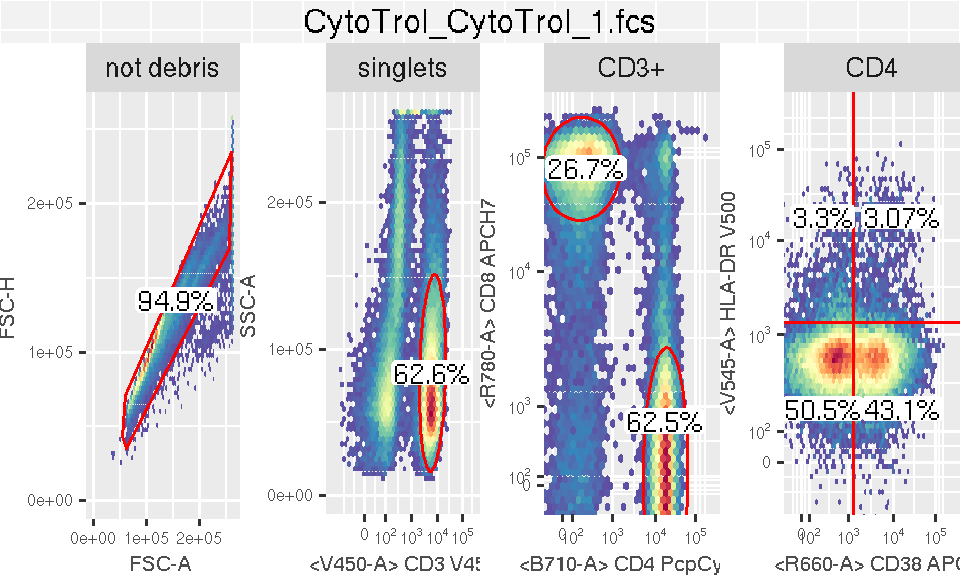 CytoTrol_CytoTrol_1.fcs
not debris
singlets
CD3+
CD4
FSC-H
2e+05
1e+05
0e+00
94.9%
0e+00 1e+05 2e+05
FSC-A
SSC-A
2e+05
1e+05
0e+00
62.6%
0 10² 10³ 10⁴ 10⁵
<V450-A> CD3 V45
<R780-A> CD8 APCH7
10⁵
10⁴
10³
10²
0
26.7%
62.5%
0 10² 10³ 10⁴ 10⁵
<B710-A> CD4 PcpCy
<V545-A> HLA-DR V500
10⁵
10⁴
10³
10²
0
3.3% 3.07%
50.5% 43.1%
0 10² 10³ 10⁴ 10⁵
<R660-A> CD38 APC